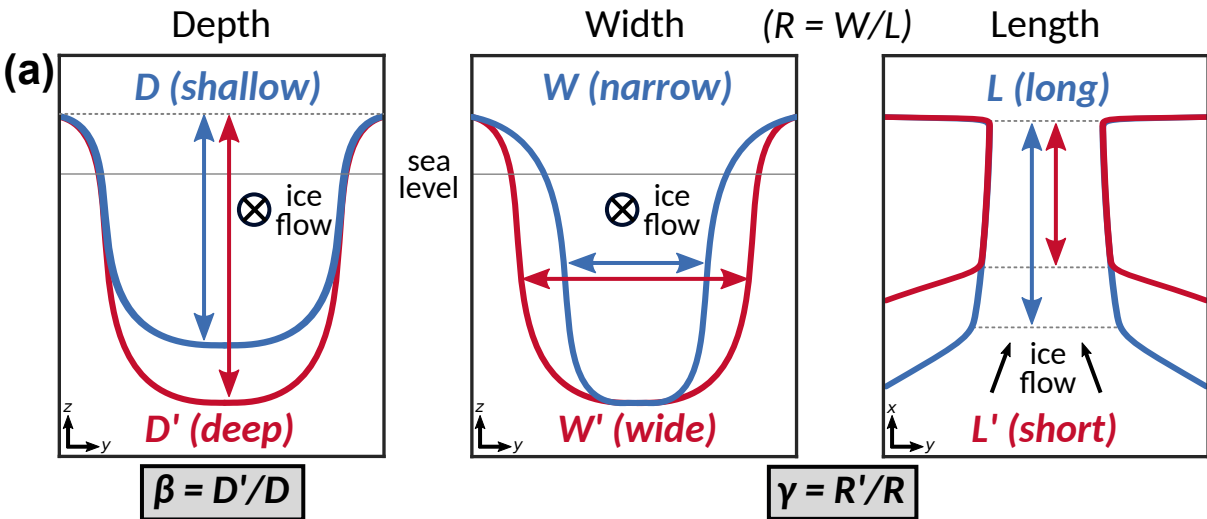 Depth
Width
(R = W/L)
Length
(a)
D (shallow)
ice
flow
D' (deep)
z
y
sea
level
W (narrow)
ice
flow
W' (wide)
z
y
L (long)
ice
flow
L' (short)
x
y
β = D'/D
γ = R'/R